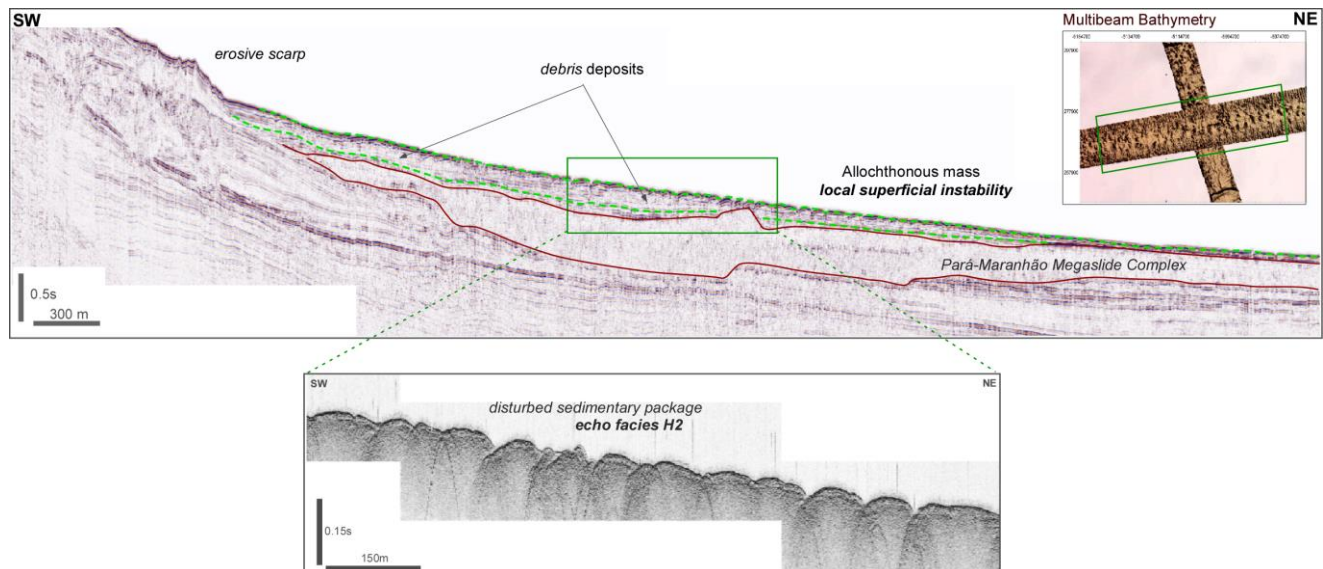 SW
NE
Multibeam Bathymetry
erosive scarp
debris deposits
Allochthonous mass
local superficial instability
Pará-Maranhão Megaslide Complex
0.5s
300 m
SW
NE
disturbed sedimentary package
echo facies H2
0.15s
150m